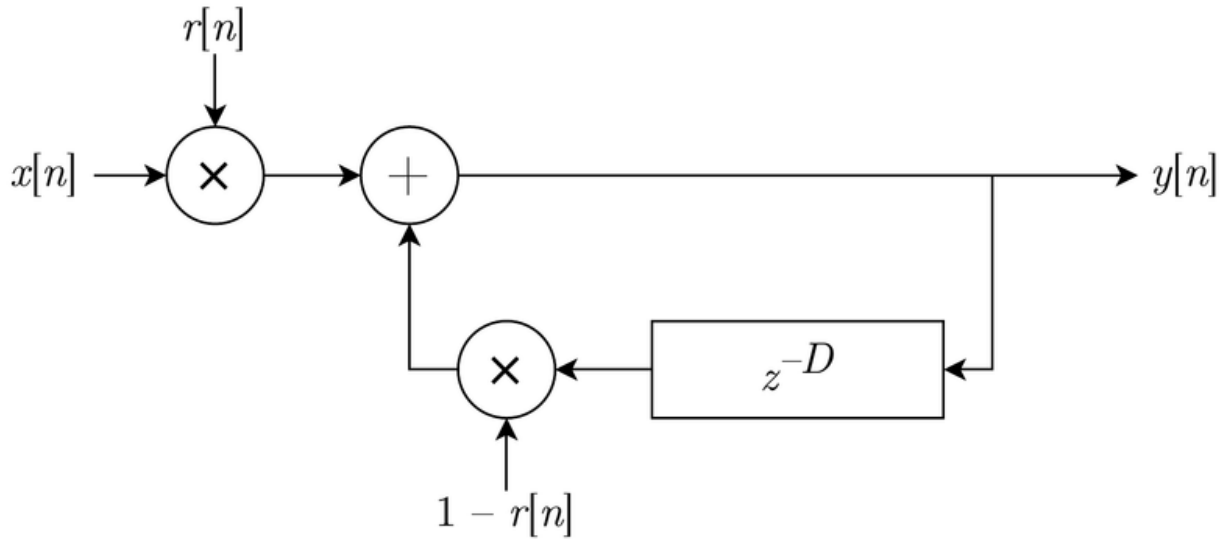 r[n]
x[n]
×
+
y[n]
×
z^{-D}
1 − r[n]